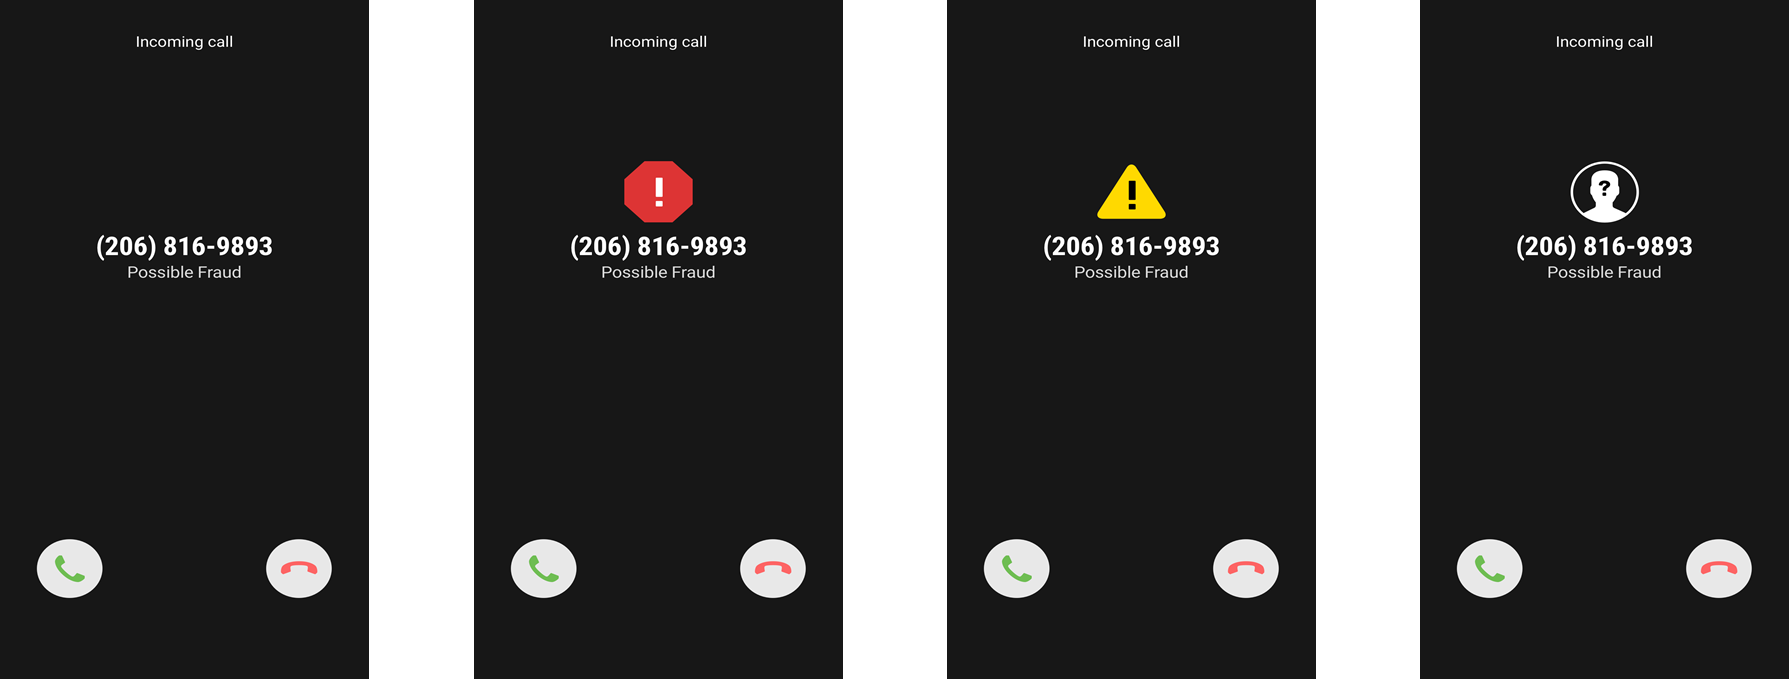 Incoming call
(206) 816-9893
Possible Fraud
Incoming call
!
(206) 816-9893
Possible Fraud
Incoming call
!
(206) 816-9893
Possible Fraud
Incoming call
?
(206) 816-9893
Possible Fraud